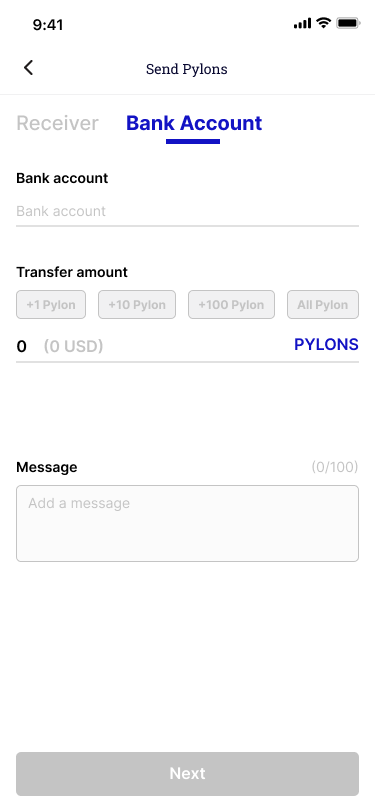 9:41
Send Pylons
Receiver Bank Account
Bank account
Bank account
Transfer amount
+1 Pylon +10 Pylon +100 Pylon All Pylon
0 (0 USD) PYLONS
Message (0/100)
Add a message
Next